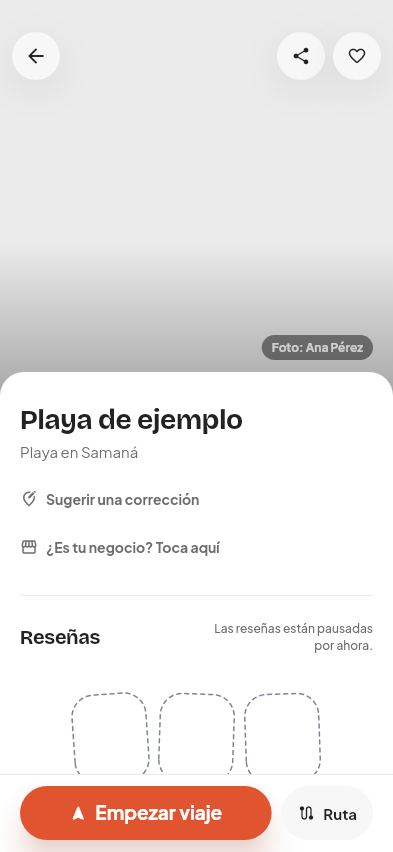 Foto: Ana Pérez
Playa de ejemplo
Playa en Samaná
Sugerir una corrección
¿Es tu negocio? Toca aquí
Reseñas
Las reseñas están pausadas
por ahora.
Empezar viaje
Ruta